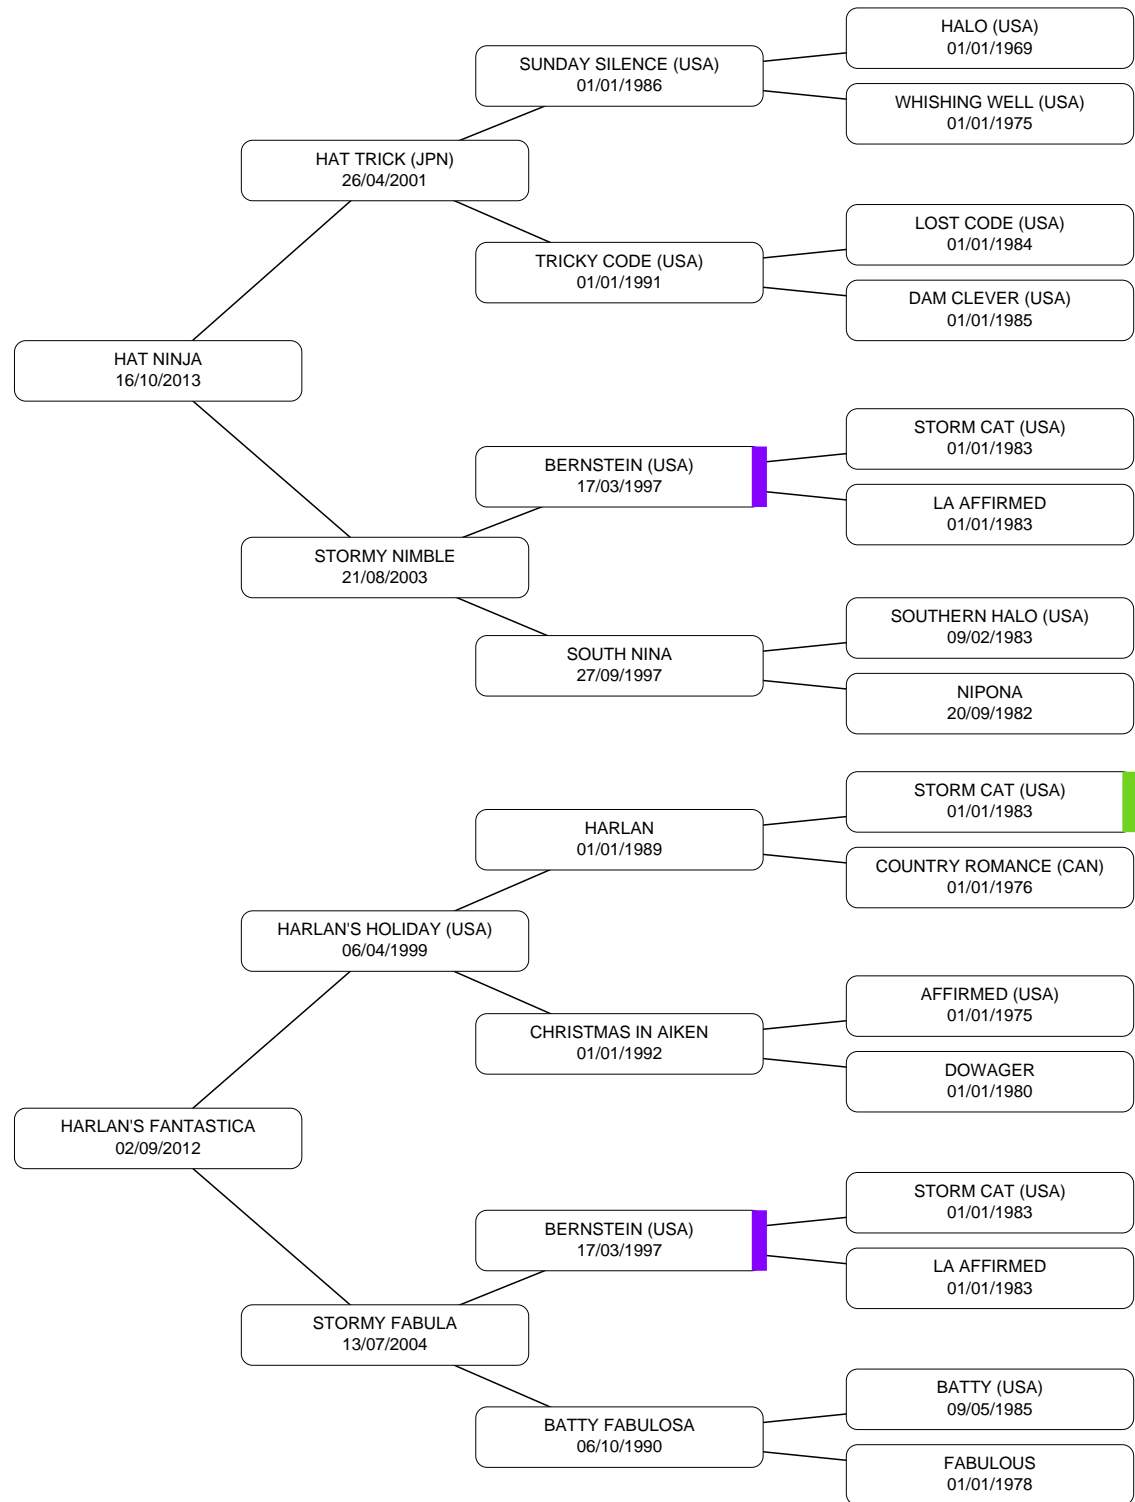 HALO (USA)
01/01/1969
SUNDAY SILENCE (USA)
01/01/1986
WHISHING WELL (USA)
01/01/1975
HAT TRICK (JPN)
26/04/2001
LOST CODE (USA)
01/01/1984
TRICKY CODE (USA)
01/01/1991
DAM CLEVER (USA)
01/01/1985
HAT NINJA
16/10/2013
STORM CAT (USA)
01/01/1983
BERNSTEIN (USA)
17/03/1997
LA AFFIRMED
01/01/1983
STORMY NIMBLE
21/08/2003
SOUTHERN HALO (USA)
09/02/1983
SOUTH NINA
27/09/1997
NIPONA
20/09/1982
STORM CAT (USA)
01/01/1983
HARLAN
01/01/1989
COUNTRY ROMANCE (CAN)
01/01/1976
HARLAN'S HOLIDAY (USA)
06/04/1999
AFFIRMED (USA)
01/01/1975
CHRISTMAS IN AIKEN
01/01/1992
DOWAGER
01/01/1980
HARLAN'S FANTASTICA
02/09/2012
STORM CAT (USA)
01/01/1983
BERNSTEIN (USA)
17/03/1997
LA AFFIRMED
01/01/1983
STORMY FABULA
13/07/2004
BATTY (USA)
09/05/1985
BATTY FABULOSA
06/10/1990
FABULOUS
01/01/1978